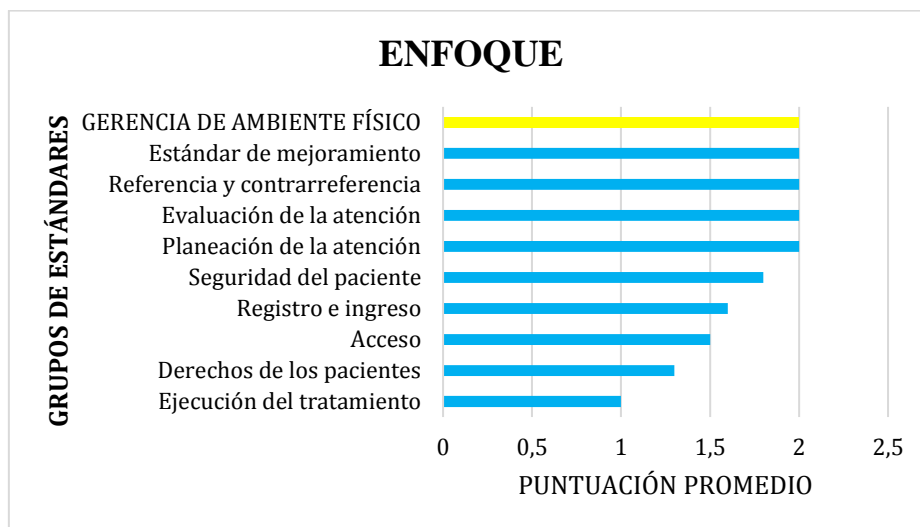 ENFOQUE
GRUPOS DE ESTÁNDARES
GERENCIA DE AMBIENTE FÍSICO
Estándar de mejoramiento
Referencia y contrarreferencia
Evaluación de la atención
Planeación de la atención
Seguridad del paciente
Registro e ingreso
Acceso
Derechos de los pacientes
Ejecución del tratamiento
0 0,5 1 1,5 2 2,5
PUNTUACIÓN PROMEDIO